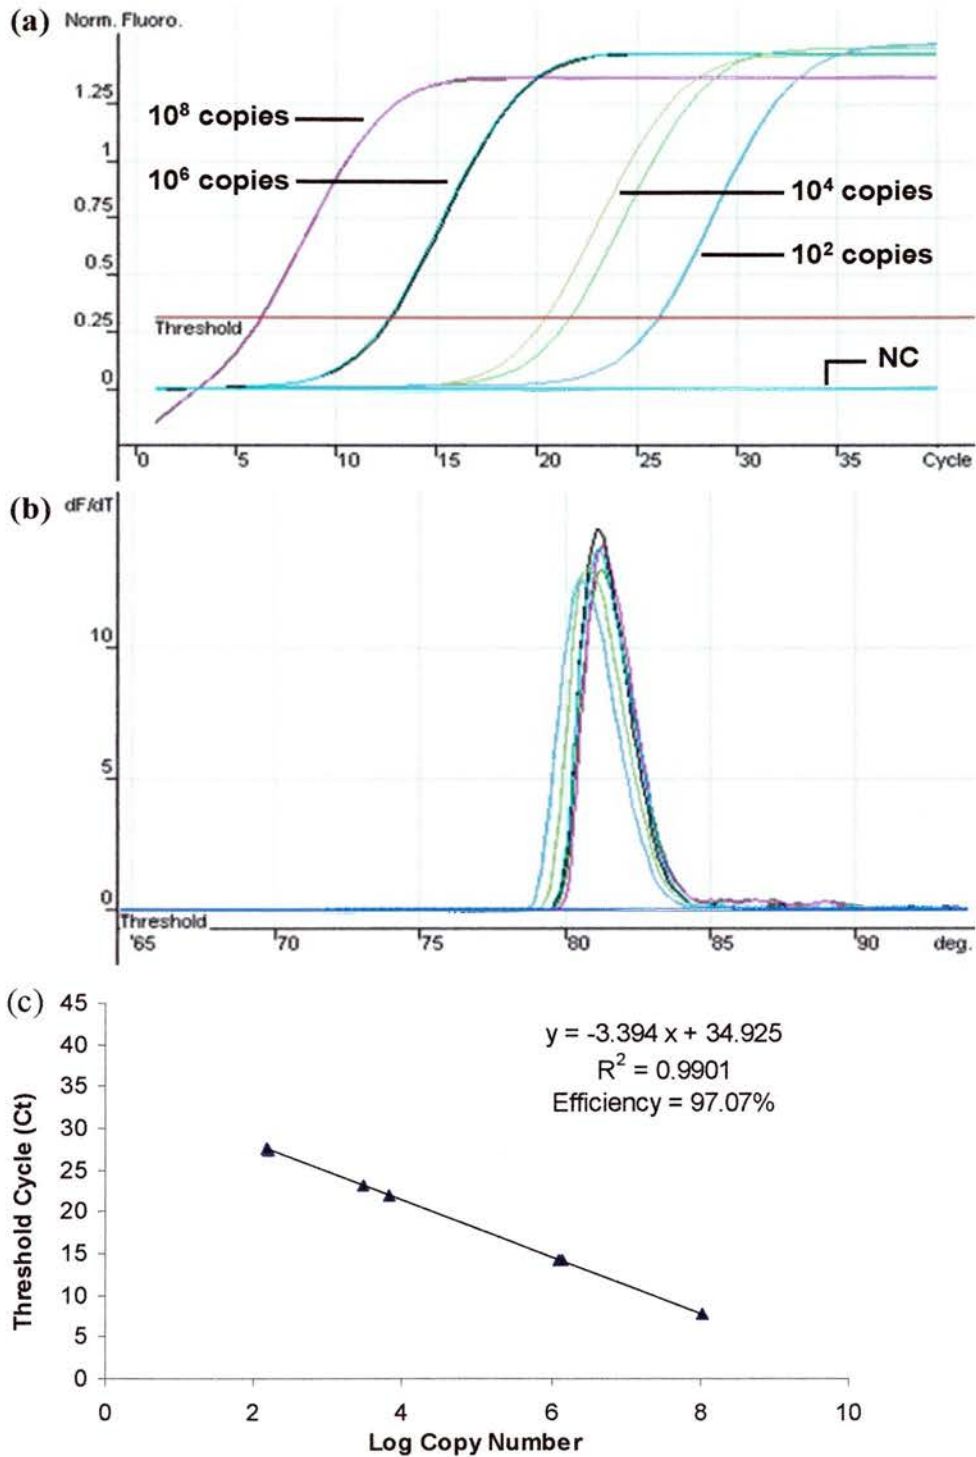 (a) Norm. Fluoro.
1.25
1
0.75
0.5
0.25
0
10⁸ copies
10⁶ copies
10⁴ copies
10² copies
Threshold
NC
0 5 10 15 20 25 30 35 Cycle
(b) dF/dT
10
5
0
Threshold
65 70 75 80 85 90 deg.
(c)
45
40
35
30
25
20
15
10
5
0
Threshold Cycle (Ct)
y = -3.394 x + 34.925
R² = 0.9901
Efficiency = 97.07%
0 2 4 6 8 10
Log Copy Number